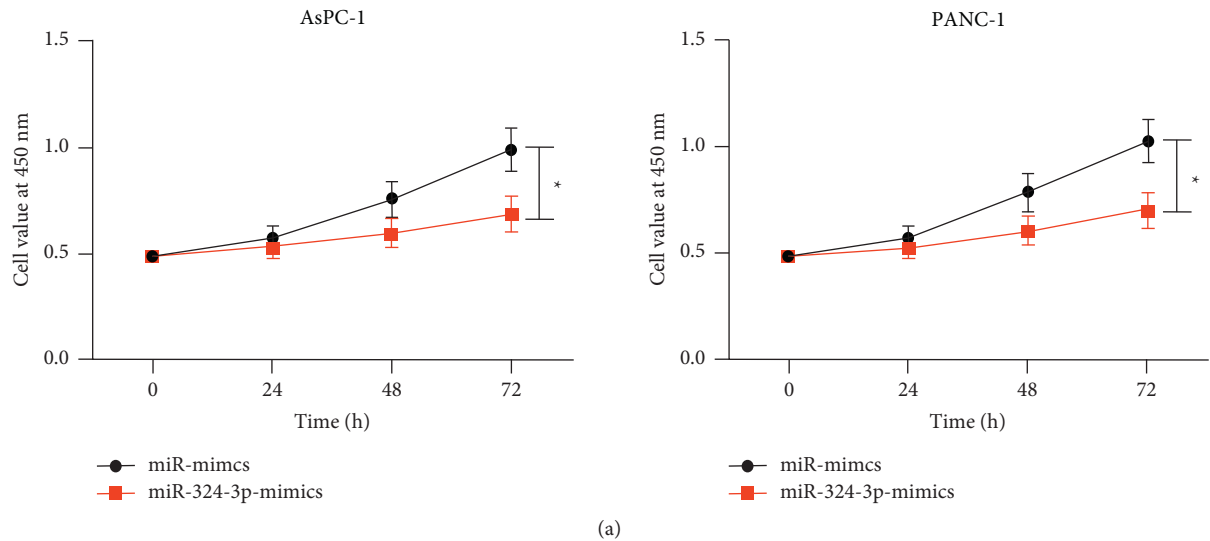 AsPC-1
1.5
1.0
0.5
0.0
Cell value at 450 nm
*
0 24 48 72
Time (h)
miR-mimcs
miR-324-3p-mimics
PANC-1
1.5
1.0
0.5
0.0
Cell value at 450 nm
*
0 24 48 72
Time (h)
miR-mimcs
miR-324-3p-mimics
(a)